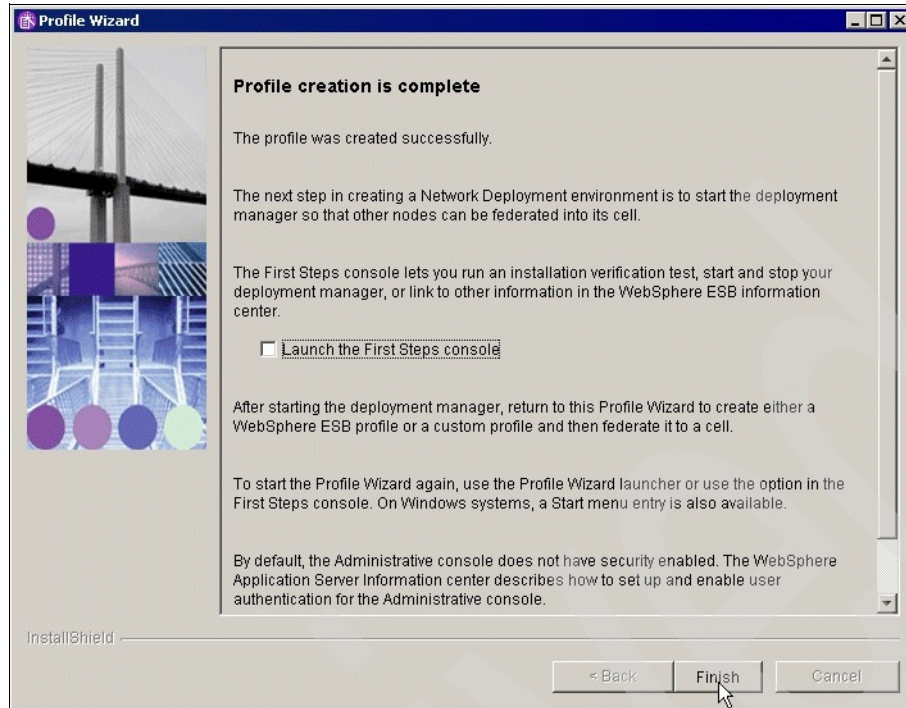 Profile Wizard
Profile creation is complete
The profile was created successfully.
The next step in creating a Network Deployment environment is to start the deployment
manager so that other nodes can be federated into its cell.
The First Steps console lets you run an installation verification test, start and stop your
deployment manager, or link to other information in the WebSphere ESB information
center.
Launch the First Steps console
After starting the deployment manager, return to this Profile Wizard to create either a
WebSphere ESB profile or a custom profile and then federate it to a cell.
To start the Profile Wizard again, use the Profile Wizard launcher or use the option in the
First Steps console. On Windows systems, a Start menu entry is also available.
By default, the Administrative console does not have security enabled. The WebSphere
Application Server Information center describes how to set up and enable user
authentication for the Administrative console.
InstallShield
< Back Finish Cancel